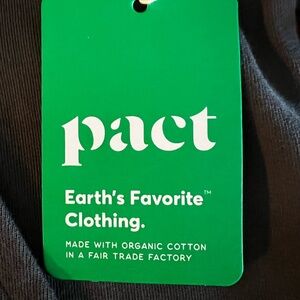 pact
Earth's Favorite™
Clothing.
MADE WITH ORGANIC COTTON
IN A FAIR TRADE FACTORY